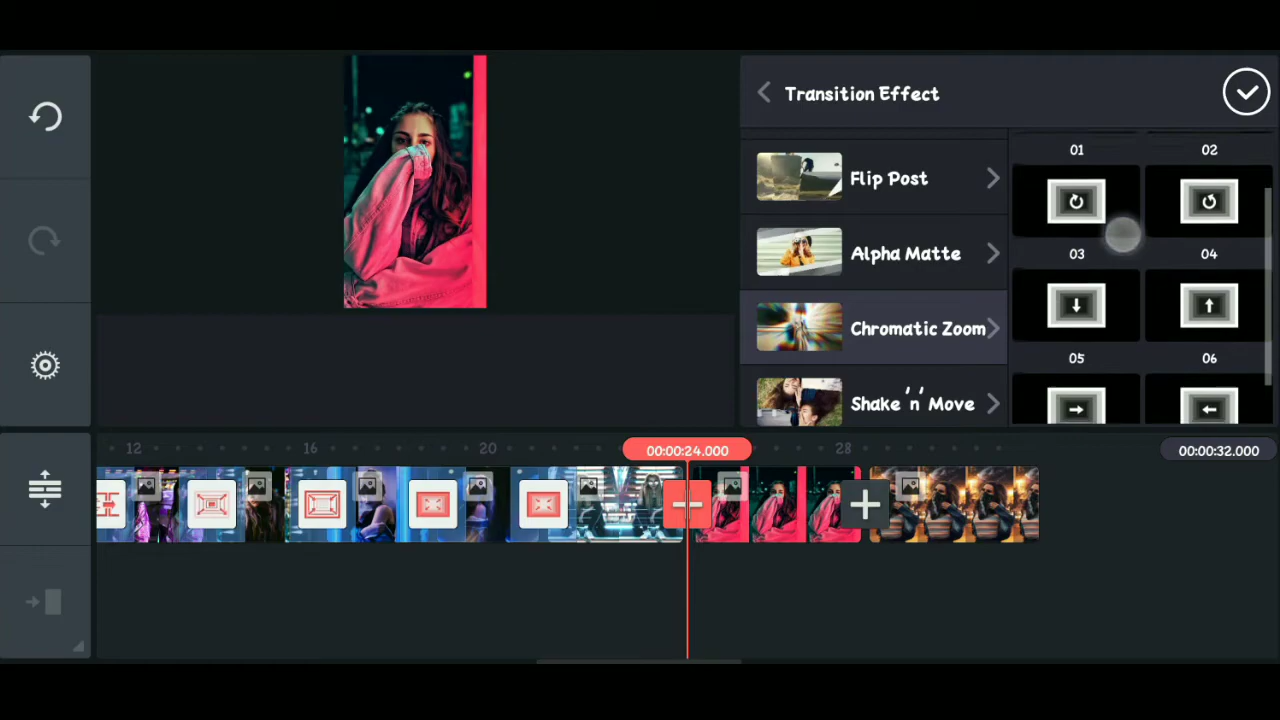 Transition Effect
Flip Post
Alpha Matte
Chromatic Zoom
Shake 'n' Move
01
02
03
04
05
06
12
16
20
00:00:24.000
28
00:00:32.000